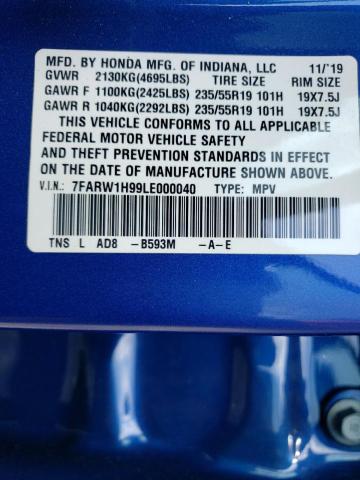 MFD. BY HONDA MFG. OF INDIANA, LLC 11/'19
GVWR 2130KG(4695LBS) TIRE SIZE RIM SIZE
GAWR F 1100KG(2425LBS) 235/55R19 101H 19X7.5J
GAWR R 1040KG(2292LBS) 235/55R19 101H 19X7.5J
THIS VEHICLE CONFORMS TO ALL APPLICABLE
FEDERAL MOTOR VEHICLE SAFETY
AND THEFT PREVENTION STANDARDS IN EFFECT
ON THE DATE OF MANUFACTURE SHOWN ABOVE.
V.I.N.: 7FARW1H99LE000040 TYPE: MPV
TNS L AD8 -B593M -A-E